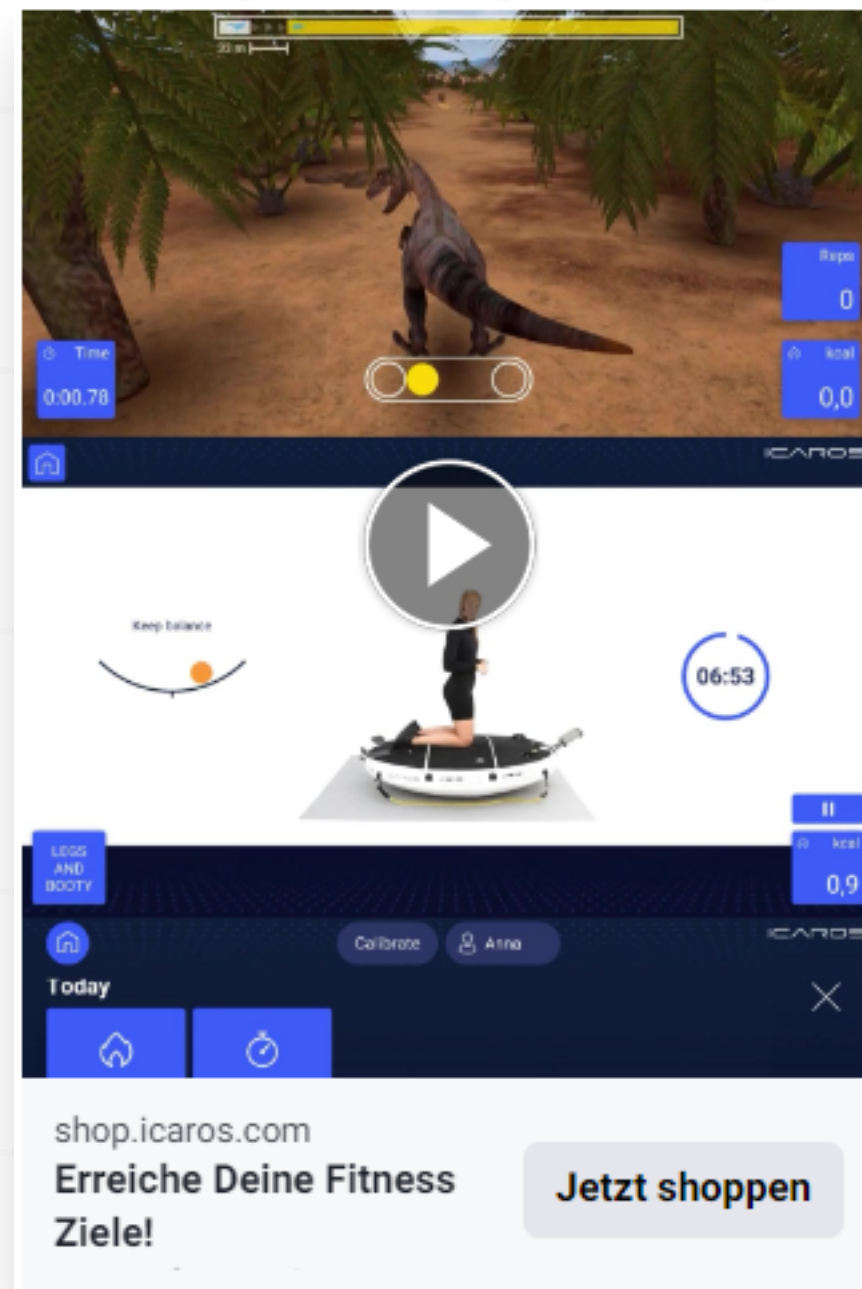 22 m
Reps
0
Time
0:00.78
kcal
0,0
ICAROS
Keep balance
06:53
LEGS
AND
BOOTY
kcal
0,9
Calibrate
Anna
ICAROS
Today
shop.icaros.com
Erreiche Deine Fitness
Ziele!
Jetzt shoppen